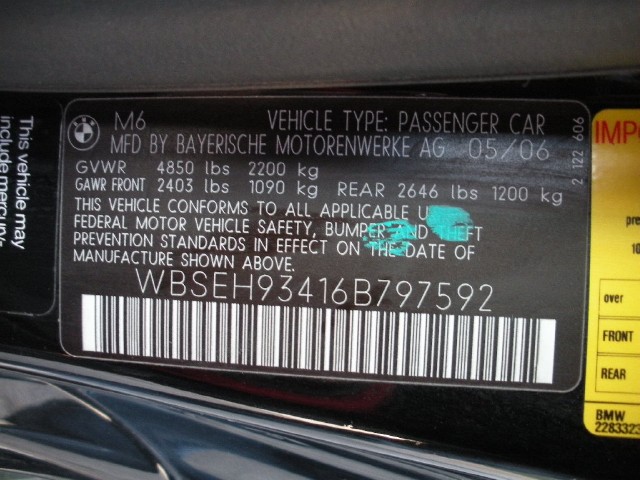 This vehicle may
include mercury
M6
VEHICLE TYPE: PASSENGER CAR
MFD BY BAYERISCHE MOTORENWERKE AG 05/06
GVWR 4850 lbs 2200 kg
GAWR FRONT 2403 lbs 1090 kg REAR 2646 lbs 1200 kg
THIS VEHICLE CONFORMS TO ALL APPLICABLE U
FEDERAL MOTOR VEHICLE SAFETY, BUMPER AND THEFT
PREVENTION STANDARDS IN EFFECT ON THE DATE OF
MANUFACTURE SHOWN ABOVE.
WBSEH93416B797592
2 122 606
IMPO
over
FRONT
REAR
BMW
2283323